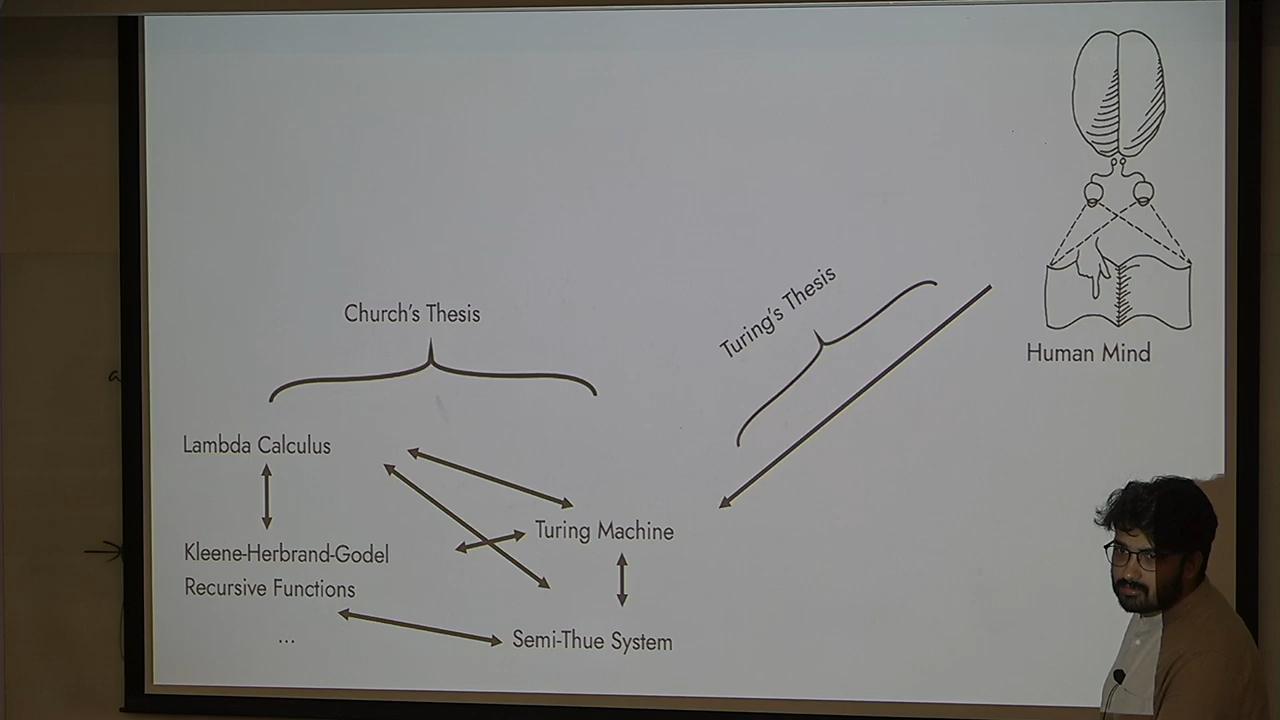 Church's Thesis
Turing's Thesis
Human Mind
Lambda Calculus
Turing Machine
Kleene-Herbrand-Godel
Recursive Functions
...
Semi-Thue System